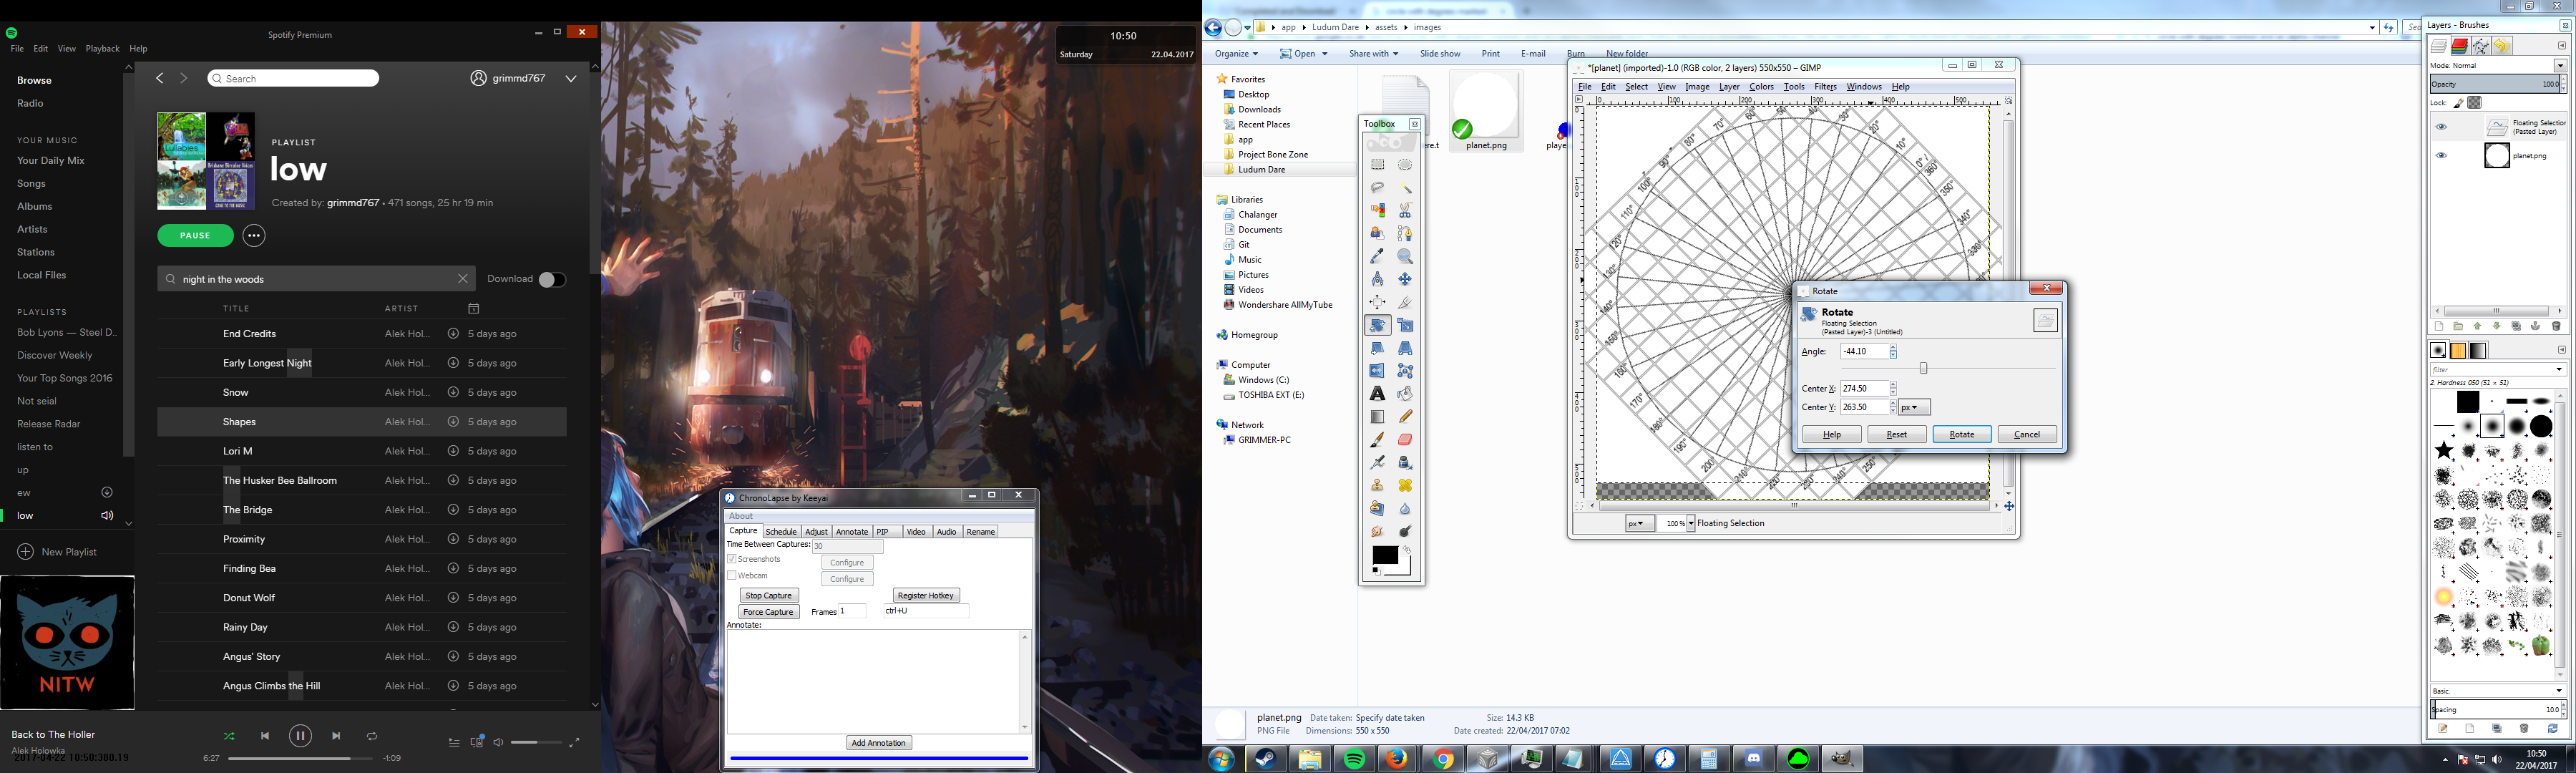 Spotify Premium
File Edit View Playback Help
Browse
Radio
YOUR MUSIC
Your Daily Mix
Songs
Albums
Artists
Stations
Local Files
PLAYLISTS
Bob Lyons — Steel D..
Discover Weekly
Your Top Songs 2016
Not seial
Release Radar
listen to
up
ew
low
New Playlist
NITW
Search
grimmd767
PLAYLIST
low
Created by: grimmd767 • 471 songs, 25 hr 19 min
PAUSE
night in the woods
Download
TITLE ARTIST
End Credits Alek Hol... 5 days ago
Early Longest Night Alek Hol... 5 days ago
Snow Alek Hol... 5 days ago
Shapes Alek Hol... 5 days ago
Lori M Alek Hol... 5 days ago
The Husker Bee Ballroom Alek Hol... 5 days ago
The Bridge Alek Hol... 5 days ago
Proximity Alek Hol... 5 days ago
Finding Bea Alek Hol... 5 days ago
Donut Wolf Alek Hol... 5 days ago
Rainy Day Alek Hol... 5 days ago
Angus' Story Alek Hol... 5 days ago
Angus Climbs the Hill Alek Hol... 5 days ago
Back to The Holler
Alek Holowka
6:27 -1:09
10:50
Saturday 22.04.2017
ChronoLapse by Keeyai
About
Capture Schedule Adjust Annotate PIP Video Audio Rename
Time Between Captures: 30
Screenshots Configure
Webcam Configure
Stop Capture Register Hotkey
Force Capture Frames 1 ctrl+U
Annotate:
Add Annotation
app Ludum Dare assets images
Organize Open Share with Slide show Print E-mail Burn New folder
Favorites
Desktop
Downloads
Recent Places
app
Project Bone Zone
Ludum Dare
Libraries
Chalanger
Documents
Git
Music
Pictures
Videos
Wondershare AllMyTube
Homegroup
Computer
Windows (C:)
TOSHIBA EXT (E:)
Network
GRIMMER-PC
planet.png
Toolbox
*[planet] (imported)-1.0 (RGB color, 2 layers) 550x550 – GIMP
File Edit Select View Image Layer Colors Tools Filters Windows Help
px 100 % Floating Selection
Rotate
Rotate
Floating Selection
(Pasted Layer)-3 (Untitled)
Angle: -44.10
Center X: 274.50
Center Y: 263.50 px
Help Reset Rotate Cancel
Layers - Brushes
Mode: Normal
Opacity 100.0
Lock:
Floating Selection
(Pasted Layer)
planet.png
filter
2. Hardness 050 (51 × 51)
Basic,
Spacing 10.0
planet.png Date taken: Specify date taken Size: 14.3 KB
PNG File Dimensions: 550 x 550 Date created: 22/04/2017 07:02
10:50
22/04/2017